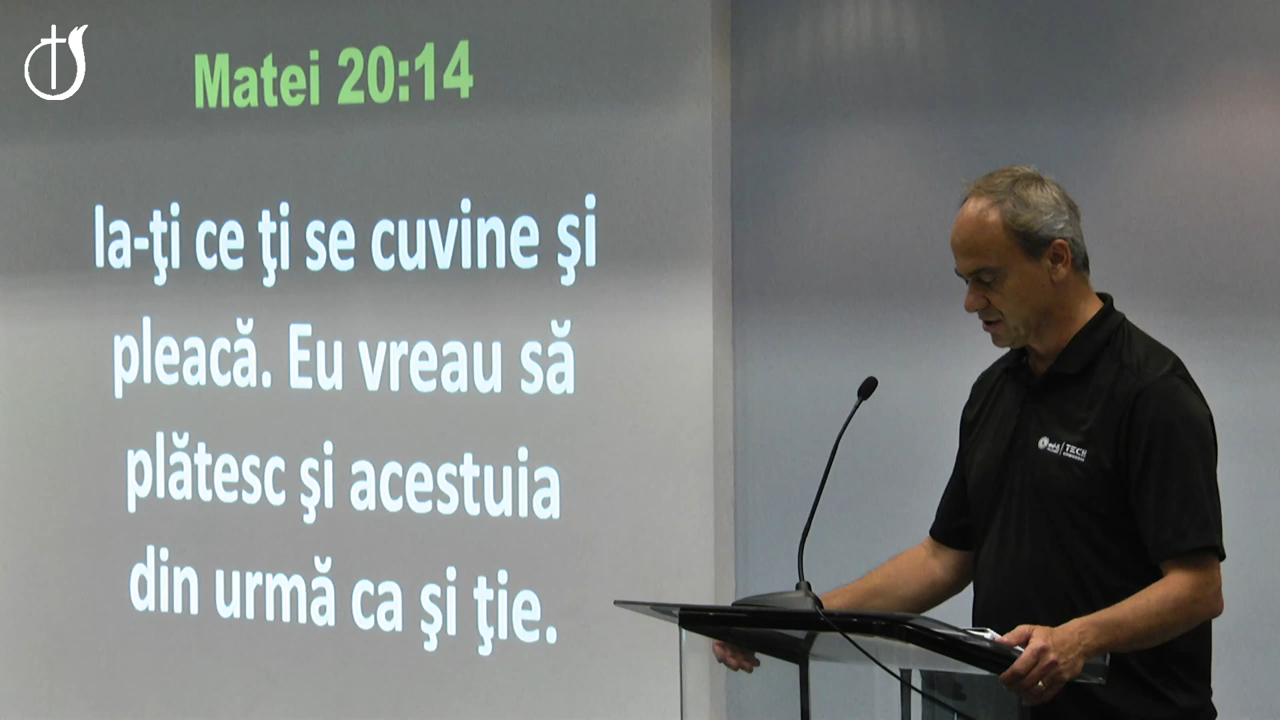 Matei 20:14
Ia-ţi ce ţi se cuvine şi
pleacă. Eu vreau să
plătesc şi acestuia
din urmă ca şi ţie.
TECH